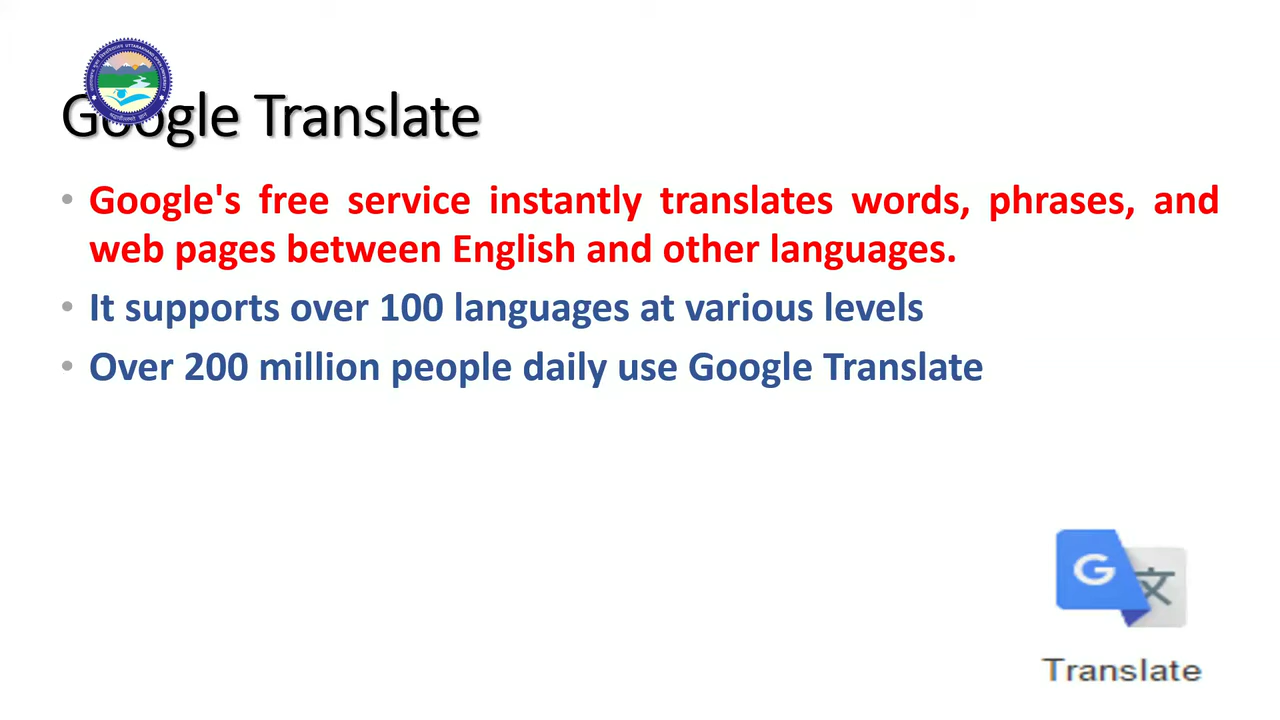 Google Translate
• Google's free service instantly translates words, phrases, and
web pages between English and other languages.
• It supports over 100 languages at various levels
• Over 200 million people daily use Google Translate
G 文
Translate